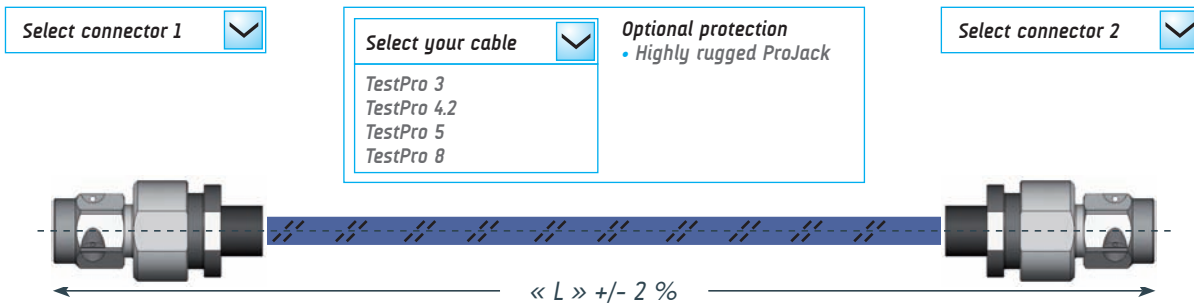 Select connector 1
Select your cable
TestPro 3
TestPro 4.2
TestPro 5
TestPro 8
Optional protection
• Highly rugged ProJack
Select connector 2
« L » +/- 2 %